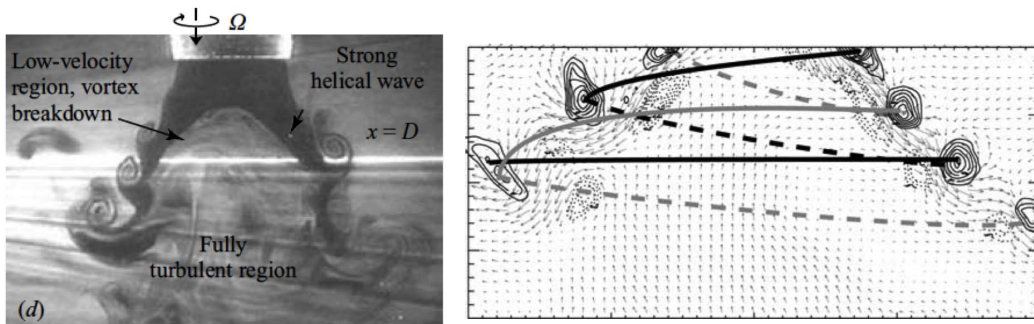 Ω
Low-velocity
region, vortex
breakdown
Strong
helical wave
x = D
Fully
turbulent region
(d)